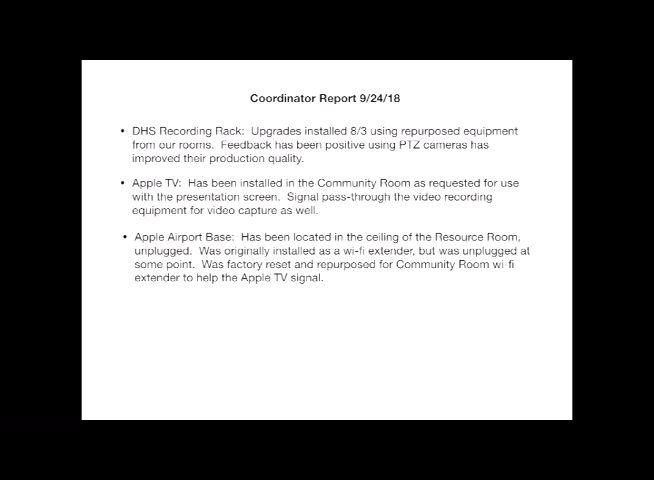 Coordinator Report 9/24/18
• DHS Recording Rack: Upgrades installed 8/3 using repurposed equipment
from our rooms. Feedback has been positive using PTZ cameras has
improved their production quality.
• Apple TV: Has been installed in the Community Room as requested for use
with the presentation screen. Signal pass-through the video recording
equipment for video capture as well.
• Apple Airport Base: Has been located in the ceiling of the Resource Room,
unplugged. Was originally installed as a wi-fi extender, but was unplugged at
some point. Was factory reset and repurposed for Community Room wi-fi
extender to help the Apple TV signal.